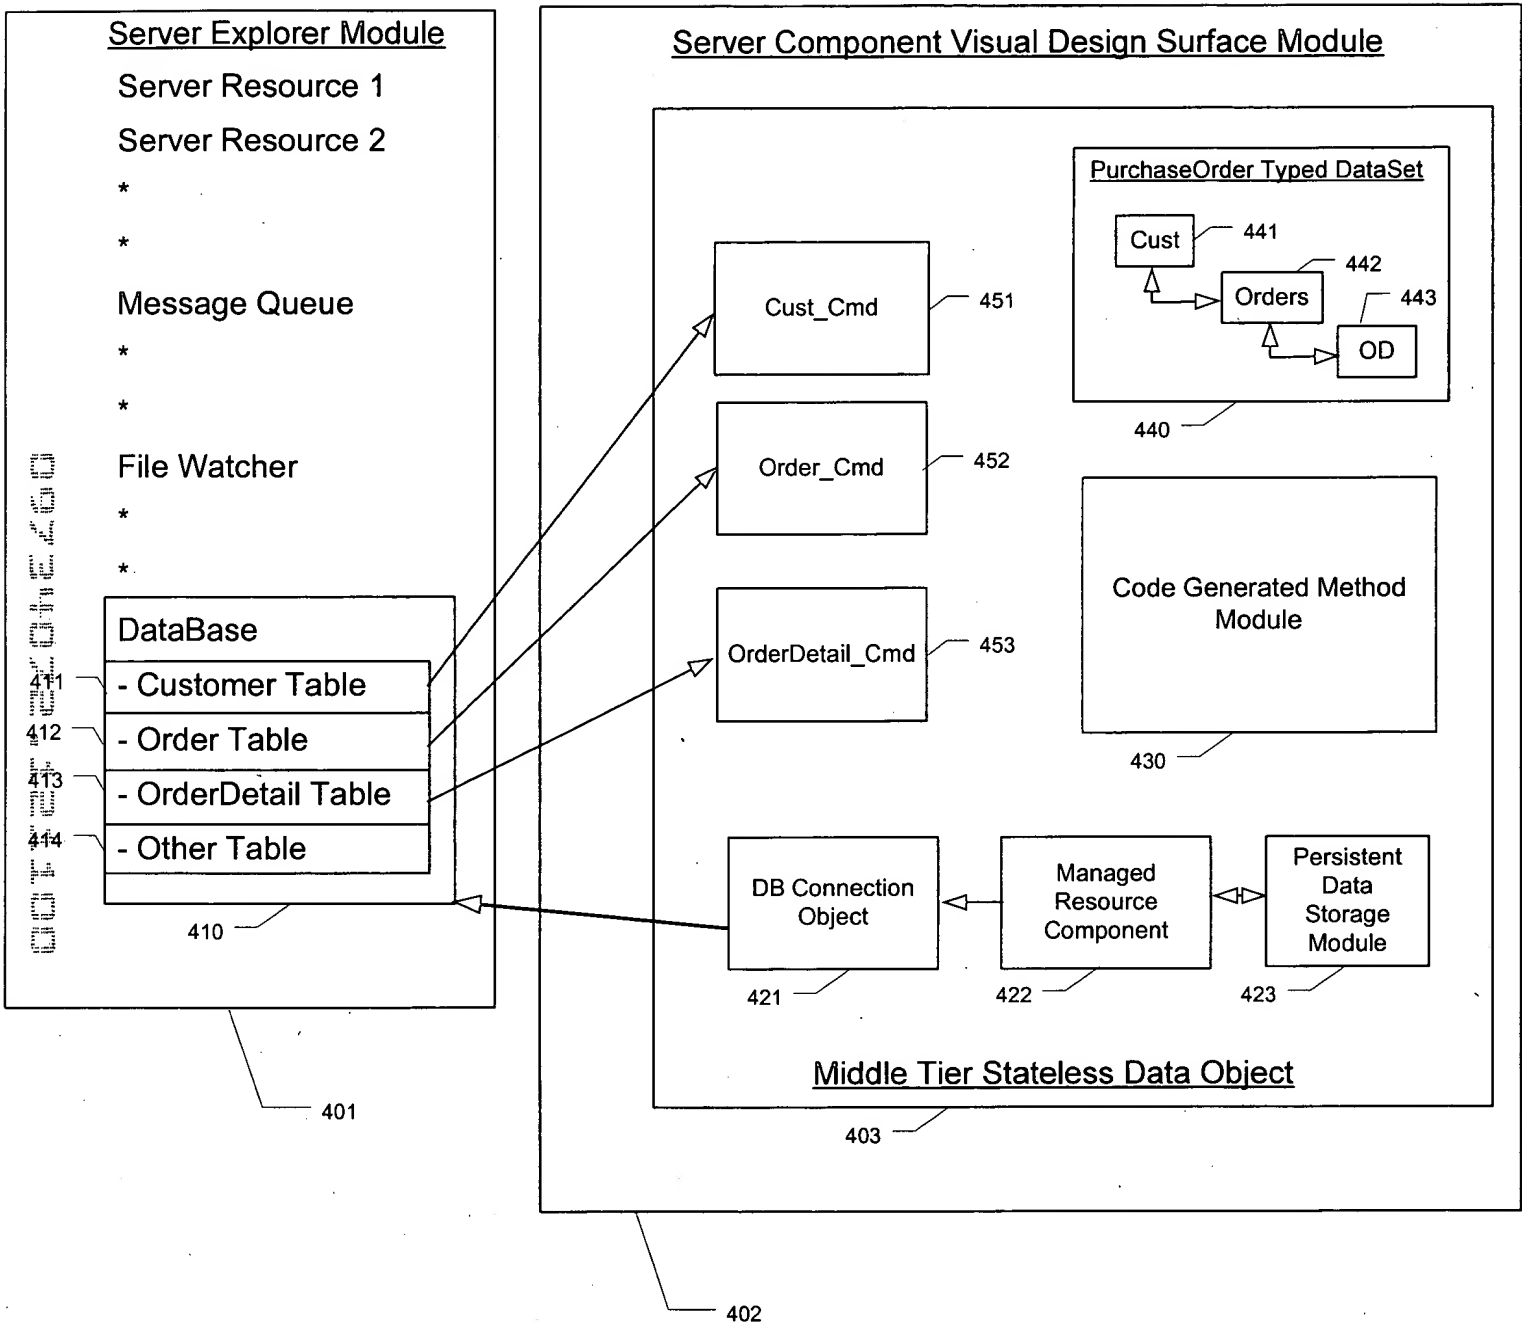 Server Explorer Module
Server Resource 1
Server Resource 2
*
*
Message Queue
*
*
File Watcher
*
*
DataBase
411
- Customer Table
412
- Order Table
413
- OrderDetail Table
414
- Other Table
410
401
Server Component Visual Design Surface Module
PurchaseOrder Typed DataSet
Cust
441
Orders
442
OD
443
440
Cust_Cmd
451
Order_Cmd
452
OrderDetail_Cmd
453
Code Generated Method
Module
430
DB Connection
Object
421
Managed
Resource
Component
422
Persistent
Data
Storage
Module
423
Middle Tier Stateless Data Object
403
402